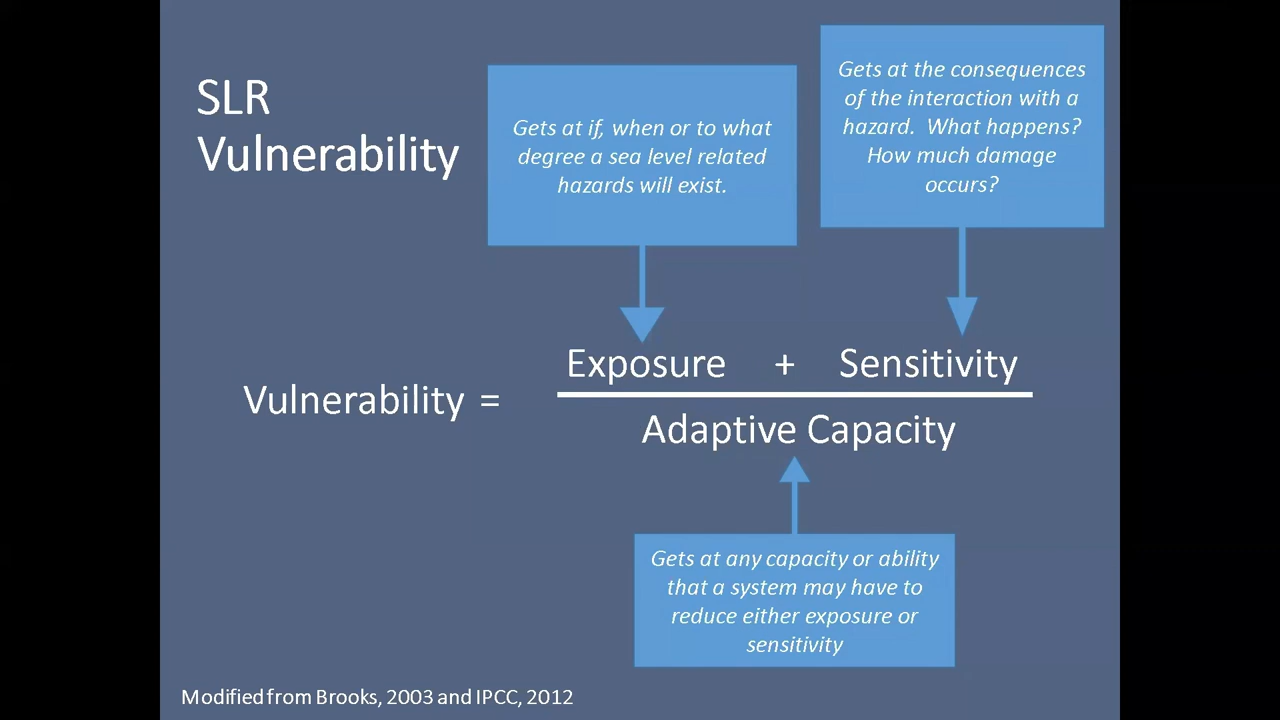 SLR
Vulnerability
Gets at if, when or to what
degree a sea level related
hazards will exist.
Gets at the consequences
of the interaction with a
hazard. What happens?
How much damage
occurs?
Vulnerability =
Exposure + Sensitivity
Adaptive Capacity
Gets at any capacity or ability
that a system may have to
reduce either exposure or
sensitivity
Modified from Brooks, 2003 and IPCC, 2012